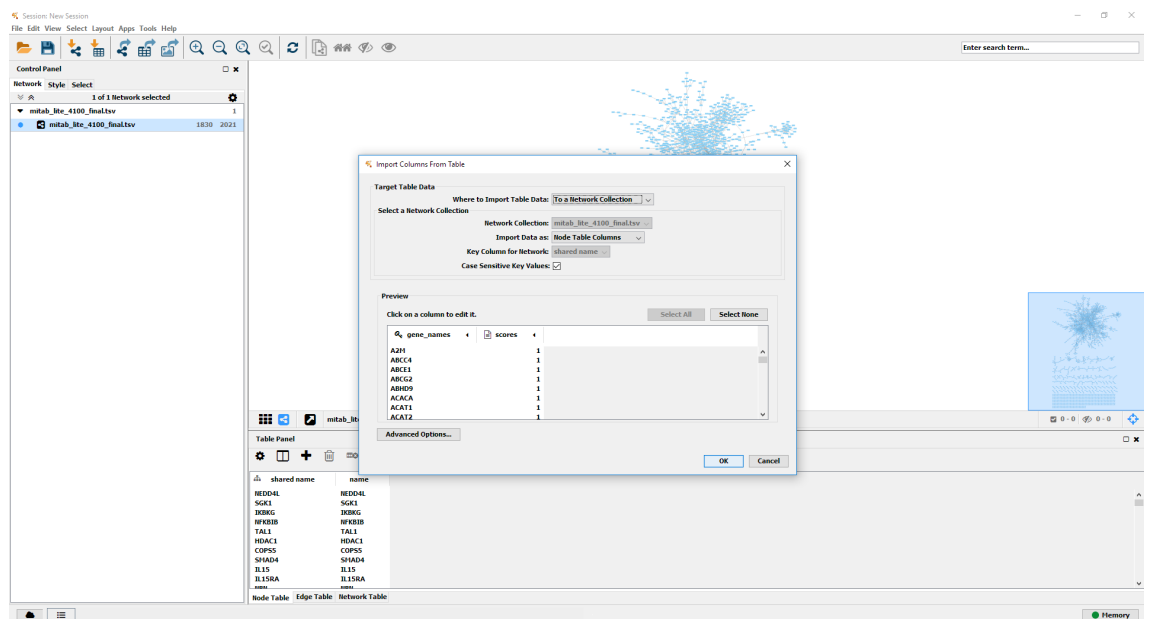 Session: New Session
File Edit View Select Layout Apps Tools Help
Enter search term...
Control Panel
Network Style Select
1 of 1 Network selected
mitab_lite_4100_final.tsv 1
mitab_lite_4100_final.tsv 1830 2021
Import Columns From Table
Target Table Data
Where to Import Table Data: To a Network Collection
Select a Network Collection
Network Collection: mitab_lite_4100_final.tsv
Import Data as: Node Table Columns
Key Column for Network: shared name
Case Sensitive Key Values:
Preview
Click on a column to edit it. Select All Select None
gene_names scores
A2M 1
ABCC4 1
ABCE1 1
ABCG2 1
ABHD9 1
ACACA 1
ACAT1 1
ACAT2 1
Advanced Options...
OK Cancel
mitab_lit
0 - 0 0 - 0
Table Panel
shared name name
NEDD4L NEDD4L
SGK1 SGK1
IKBKG IKBKG
NFKBIB NFKBIB
TAL1 TAL1
HDAC1 HDAC1
COPS5 COPS5
SMAD4 SMAD4
IL15 IL15
IL15RA IL15RA
Node Table Edge Table Network Table
Memory